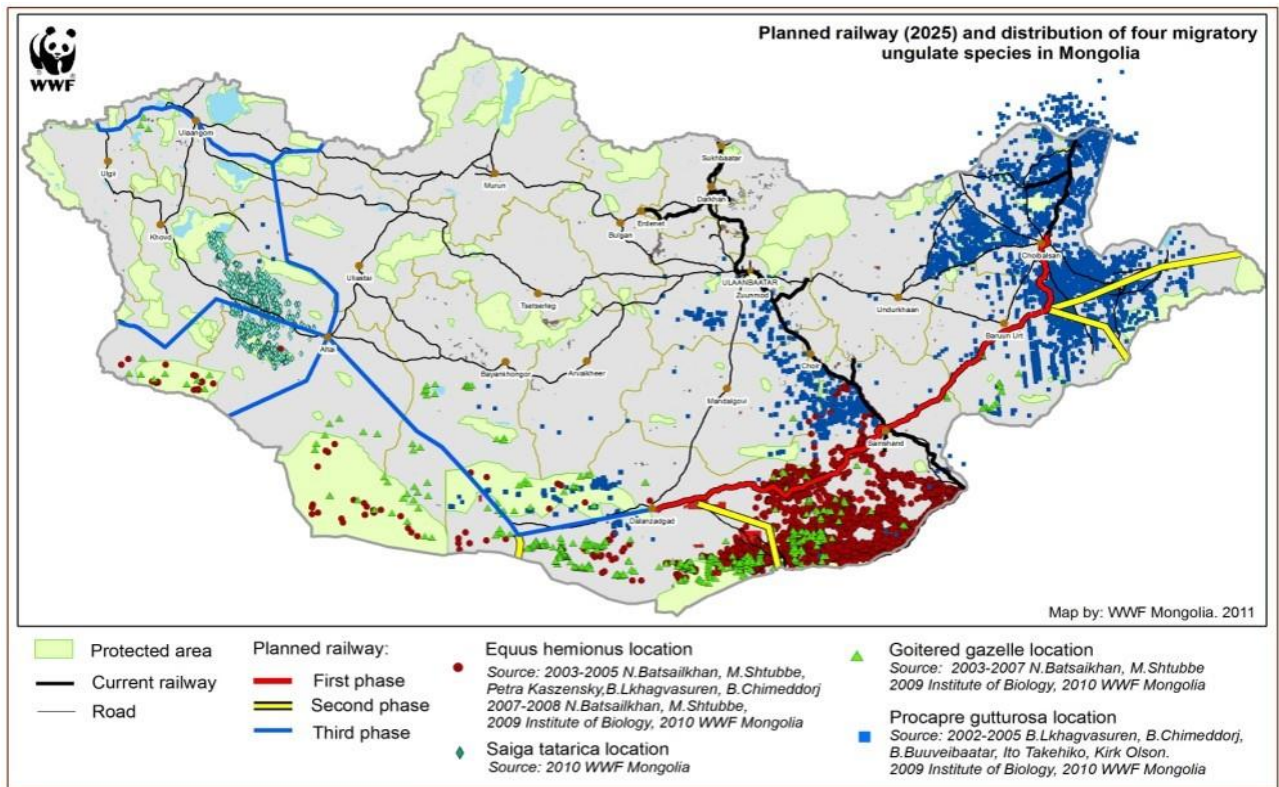 WWF
Planned railway (2025) and distribution of four migratory
ungulate species in Mongolia
Ulaangom
Ulgii
Khovd
Murun
Uliastai
Altai
Tsetserleg
Bayankhongor
Arvaikheer
Bulgan
Erdenet
Sukhbaatar
Darkhan
ULAANBAATAR
Zuunmod
Undurkhaan
Choibalsan
Baruun Urt
Choir
Mandalgovi
Sainshand
Dalanzadgad
Map by: WWF Mongolia. 2011
Protected area
Current railway
Road
Planned railway:
First phase
Second phase
Third phase
Equus hemionus location
Source: 2003-2005 N.Batsailkhan, M.Shtubbe,
Petra Kaszensky,B.Lkhagvasuren, B.Chimeddorj
2007-2008 N.Batsailkhan, M.Shtubbe,
2009 Institute of Biology, 2010 WWF Mongolia
Saiga tatarica location
Source: 2010 WWF Mongolia
Goitered gazelle location
Source: 2003-2007 N.Batsaikhan, M.Shtubbe
2009 Institute of Biology, 2010 WWF Mongolia
Procapre gutturosa location
Source: 2002-2005 B.Lkhagvasuren, B.Chimeddorj,
B.Buuveibaatar, Ito Takehiko, Kirk Olson.
2009 Institute of Biology, 2010 WWF Mongolia